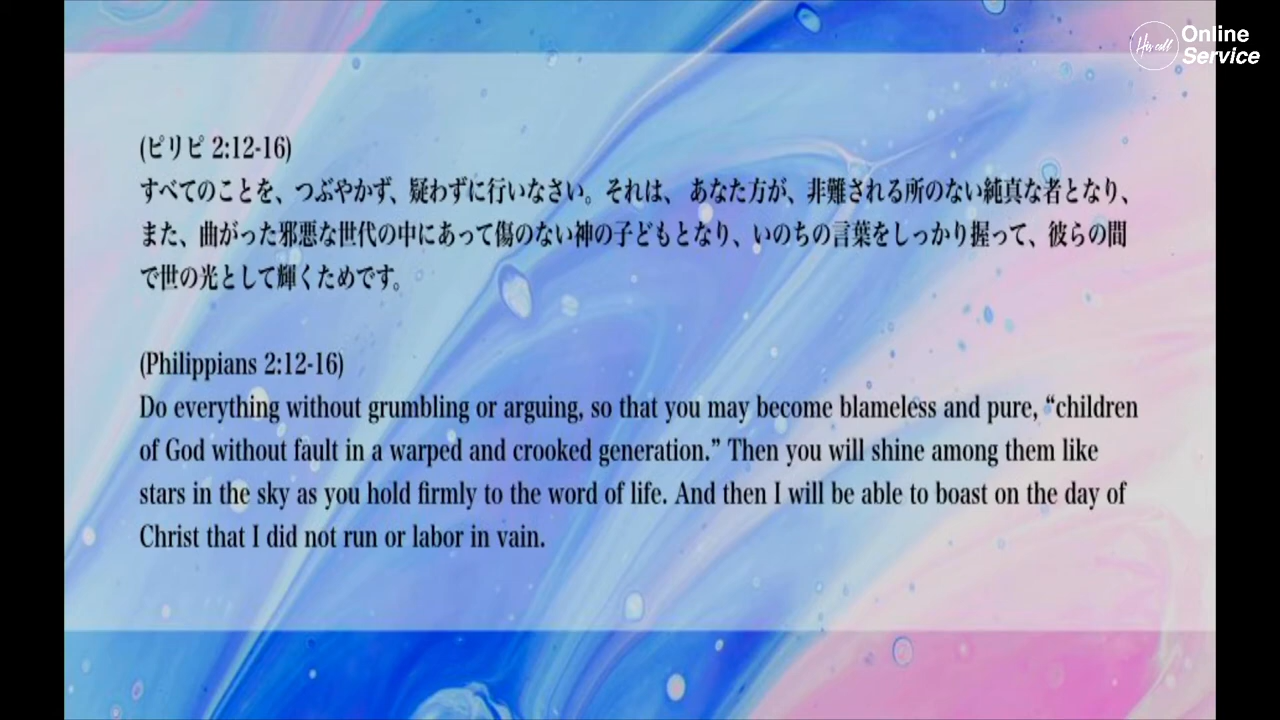 His call
Online
Service
(ピリピ 2:12-16)
すべてのことを、つぶやかず、疑わずに行いなさい。それは、 あなた方が、非難される所のない純真な者となり、
また、曲がった邪悪な世代の中にあって傷のない神の子どもとなり、いのちの言葉をしっかり握って、彼らの間
で世の光として輝くためです。
(Philippians 2:12-16)
Do everything without grumbling or arguing, so that you may become blameless and pure, “children
of God without fault in a warped and crooked generation.” Then you will shine among them like
stars in the sky as you hold firmly to the word of life. And then I will be able to boast on the day of
Christ that I did not run or labor in vain.